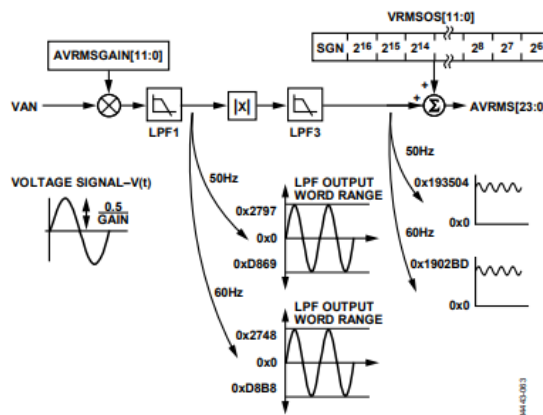 VRMSOS[11:0]
AVRMSGAIN[11:0]
SGN 2¹⁶ 2¹⁵ 2¹⁴ 2⁸ 2⁷ 2⁶
VAN
LPF1
|X|
LPF3
+
+
Σ
AVRMS[23:0
VOLTAGE SIGNAL–V(t)
0.5
GAIN
50Hz
LPF OUTPUT
WORD RANGE
0x2797
0x0
0xD869
60Hz
LPF OUTPUT
WORD RANGE
0x2748
0x0
0xD8B8
50Hz
0x193504
0x0
60Hz
0x1902BD
0x0